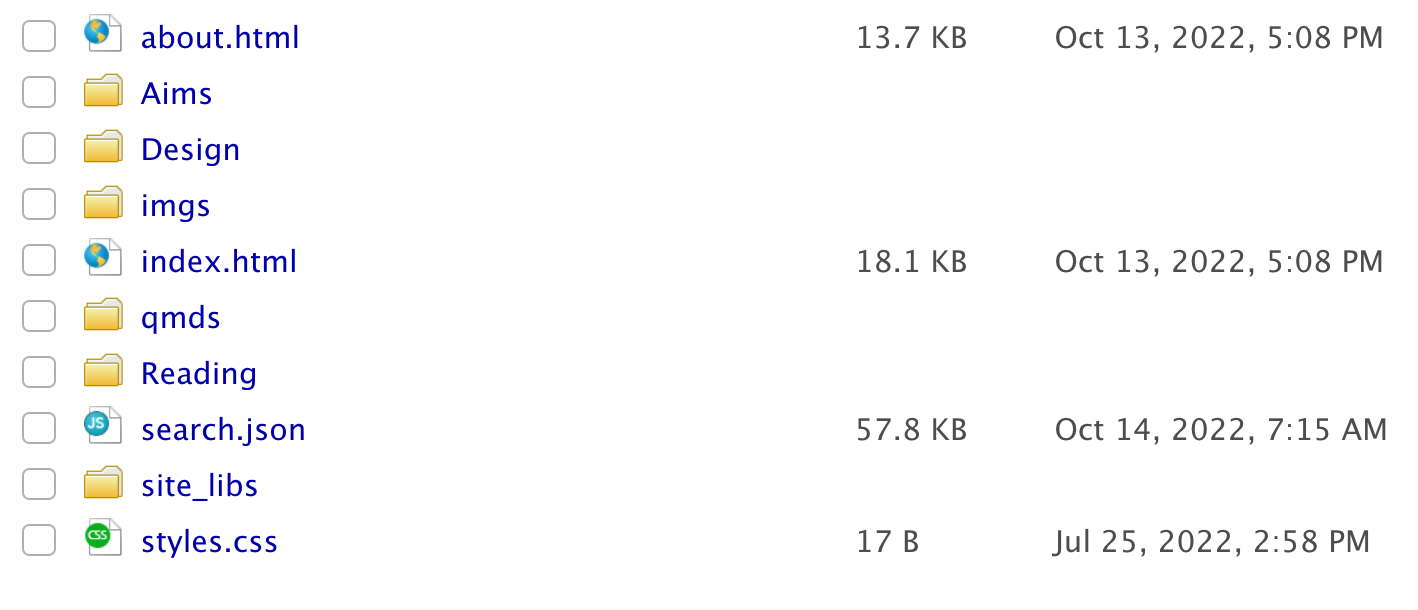 about.html 13.7 KB Oct 13, 2022, 5:08 PM
Aims
Design
imgs
index.html 18.1 KB Oct 13, 2022, 5:08 PM
qmds
Reading
JS search.json 57.8 KB Oct 14, 2022, 7:15 AM
site_libs
CSS styles.css 17 B Jul 25, 2022, 2:58 PM